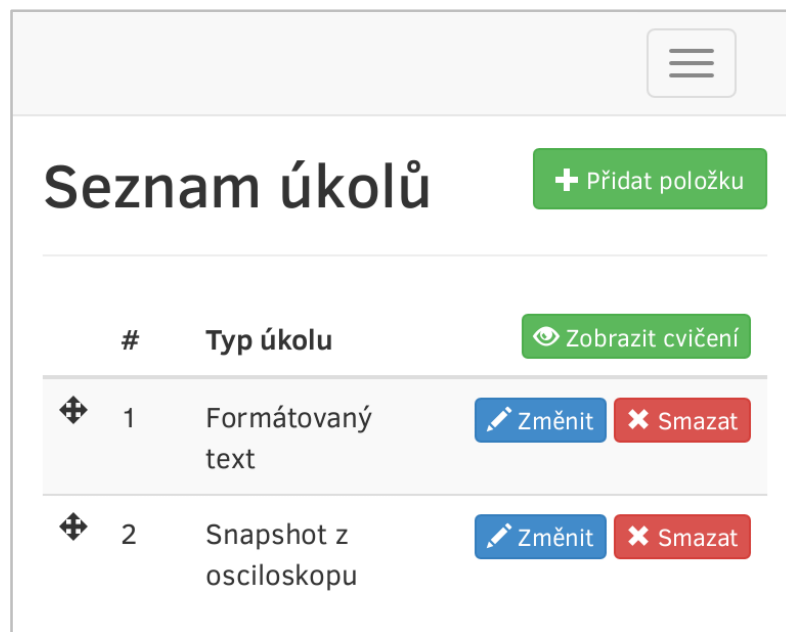 Seznam úkolů
Přidat položku
# Typ úkolu Zobrazit cvičení
1 Formátovaný Změnit Smazat
text
2 Snapshot z Změnit Smazat
osciloskopu